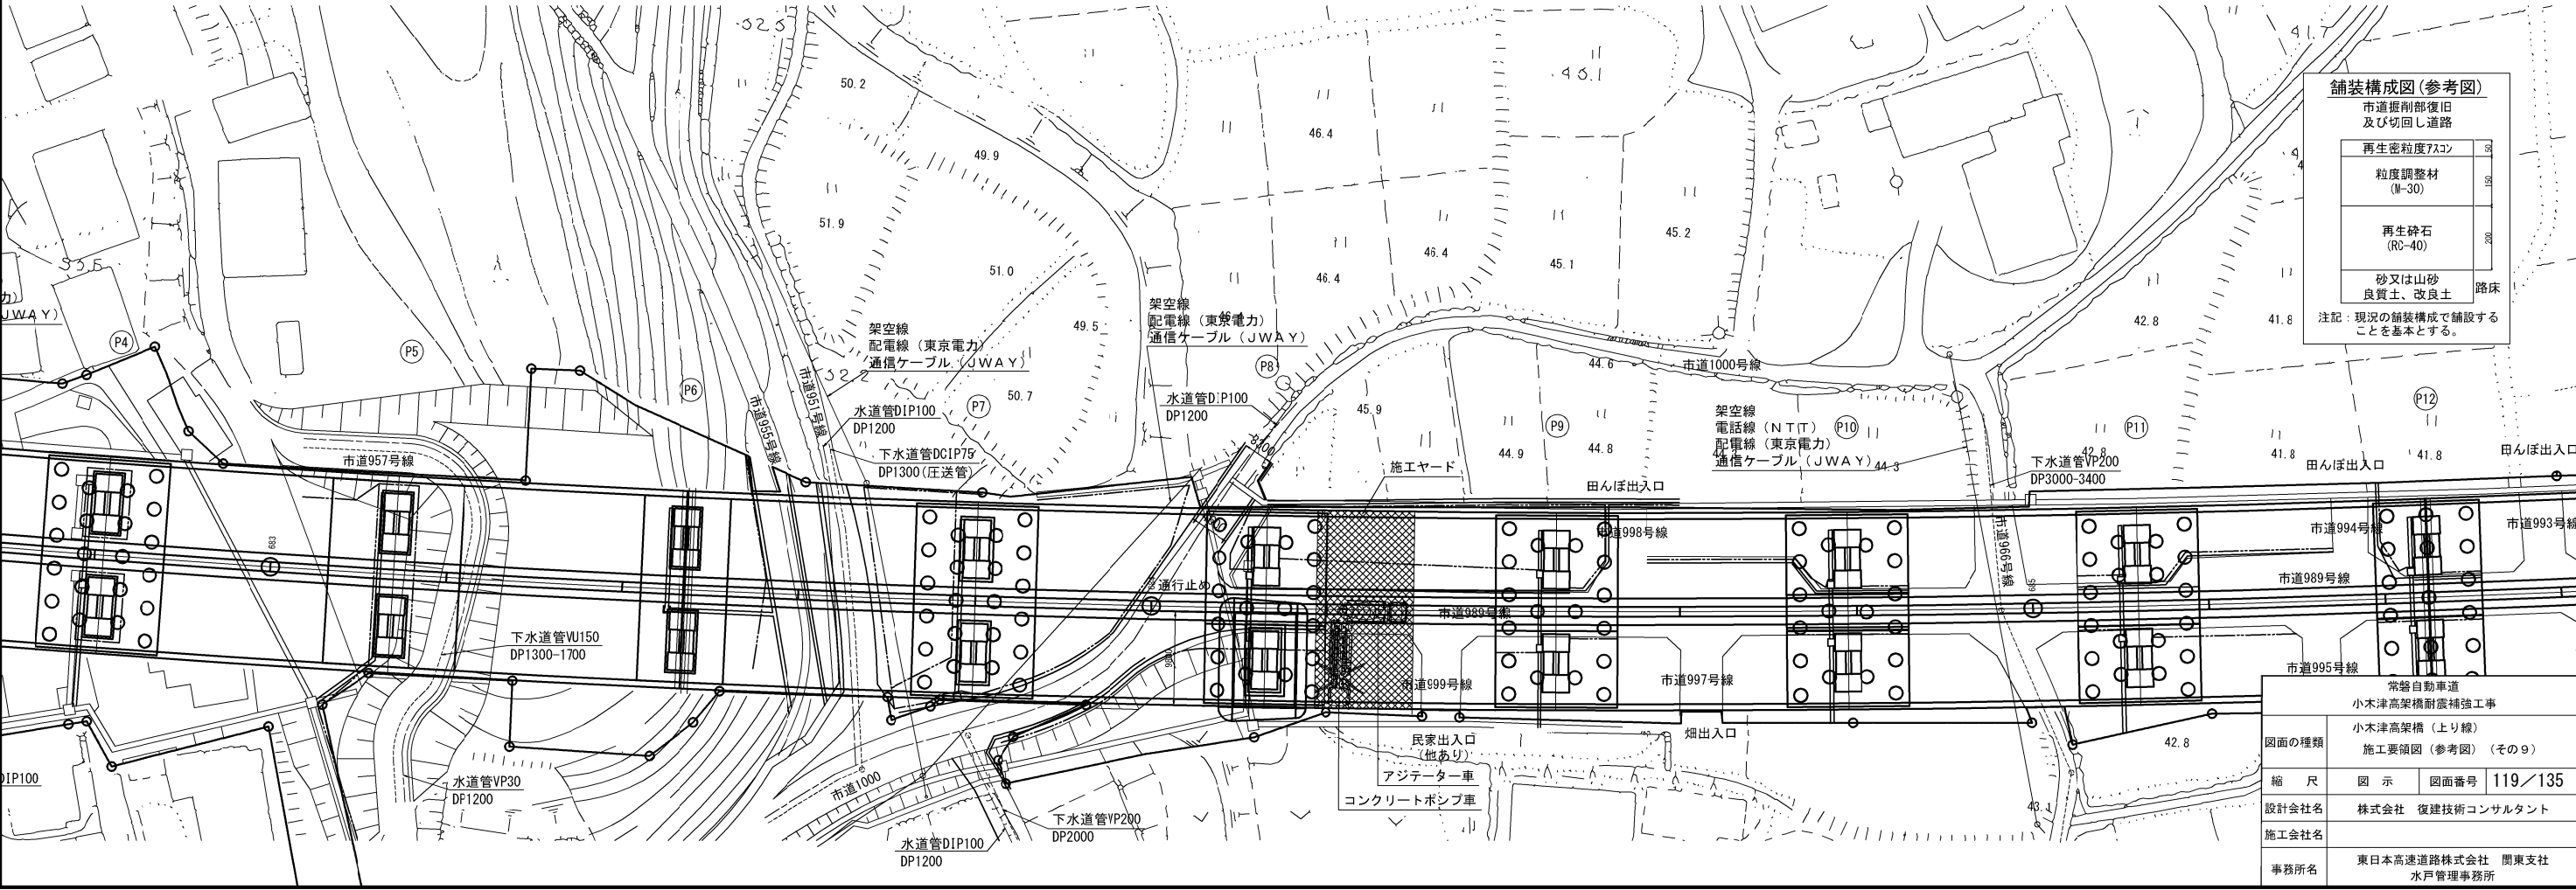 舗装構成図(参考図)
市道掘削部復旧
及び切回し道路
再生密粒度ｱｽｺﾝ
50
粒度調整材
(M-30)
150
再生砕石
(RC-40)
200
砂又は山砂
良質土、改良土
路床
注記：現況の舗装構成で舗設する
ことを基本とする。
50.2
49.9
51.9
51.0
49.5
50.7
46.4
46.4
46.4
45.1
45.2
44.6
45.9
44.9
44.8
44.3
42.8
41.8
42.8
41.8
41.8
42.8
43.1
JWAY)
P4
P5
P6
P7
P8
P9
P10
P11
P12
架空線
配電線（東京電力）
通信ケーブル（JWAY）
架空線
配電線（東京電力）
通信ケーブル（JWAY）
架空線
電話線（NTT）
配電線（東京電力）
通信ケーブル（JWAY）
水道管DIP100
DP1200
下水道管DCIP75
DP1300(圧送管)
水道管DIP100
DP1200
下水道管VP200
DP3000-3400
市道957号線
市道955号線
市道951号線
市道1000号線
市道966号線
施工ヤード
田んぼ出入口
田んぼ出入口
田んぼ出入口
市道998号線
市道994号線
市道993号線
市道989号線
市道989号線
通行止め
683
685
下水道管VU150
DP1300-1700
市道999号線
市道997号線
市道995号線
民家出入口
(他あり)
畑出入口
アジテーター車
コンクリートポンプ車
市道1000
水道管VP30
DP1200
DIP100
下水道管VP200
DP2000
水道管DIP100
DP1200
常磐自動車道
小木津高架橋耐震補強工事
図面の種類
小木津高架橋（上り線）
施工要領図（参考図）（その９）
縮　尺
図　示
図面番号
119／135
設計会社名
株式会社　復建技術コンサルタント
施工会社名
事務所名
東日本高速道路株式会社　関東支社
水戸管理事務所